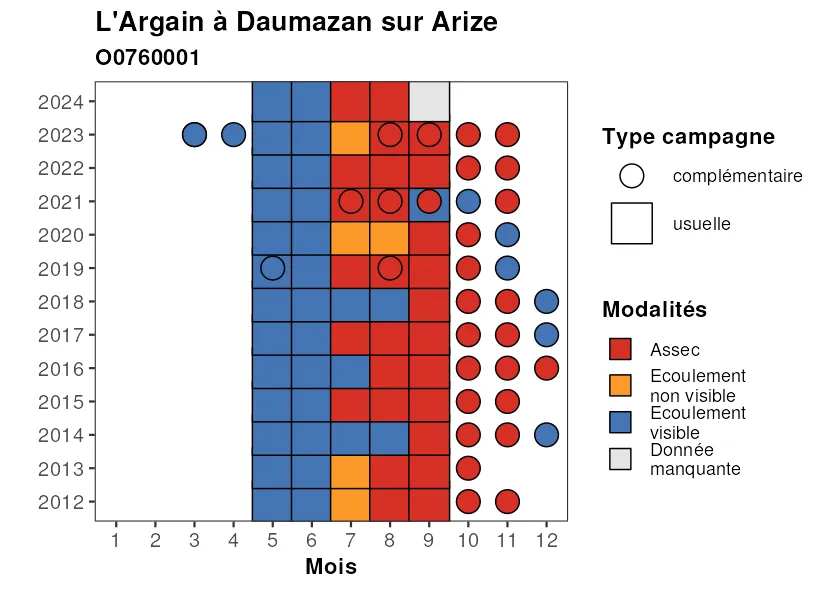 L'Argain à Daumazan sur Arize
O0760001
2024
2023
2022
2021
2020
2019
2018
2017
2016
2015
2014
2013
2012
1 2 3 4 5 6 7 8 9 10 11 12
Mois
Type campagne
complémentaire
usuelle
Modalités
Assec
Ecoulement
non visible
Ecoulement
visible
Donnée
manquante